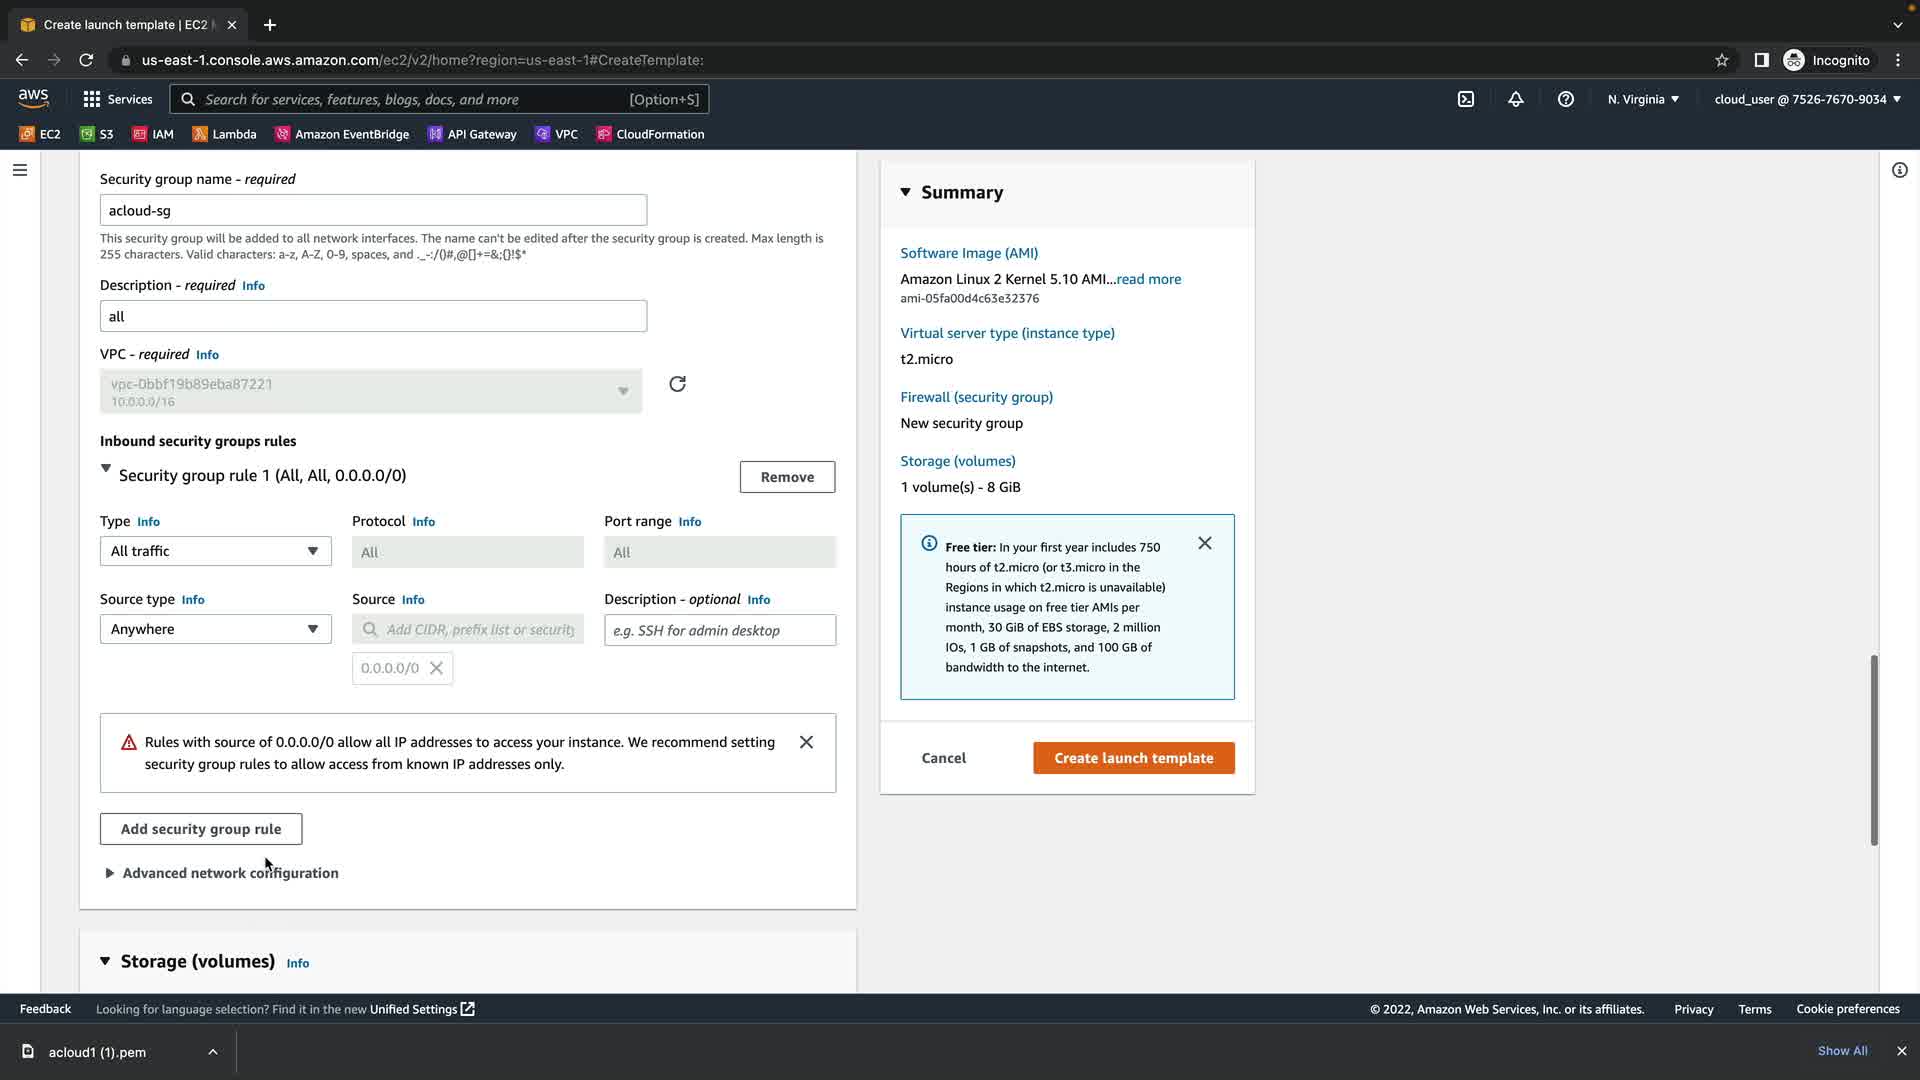 Create launch template | EC2
us-east-1.console.aws.amazon.com/ec2/v2/home?region=us-east-1#CreateTemplate:
Incognito
aws
Services
Search for services, features, blogs, docs, and more
[Option+S]
N. Virginia
cloud_user @ 7526-7670-9034
EC2
S3
IAM
Lambda
Amazon EventBridge
API Gateway
VPC
CloudFormation
Security group name - required
acloud-sg
This security group will be added to all network interfaces. The name can't be edited after the security group is created. Max length is
255 characters. Valid characters: a-z, A-Z, 0-9, spaces, and ._-:/()#,@[]+=&;{}!$*
Description - required Info
all
VPC - required Info
vpc-0bbf19b89eba87221
10.0.0.0/16
Inbound security groups rules
Security group rule 1 (All, All, 0.0.0.0/0)
Remove
Type Info
Protocol Info
Port range Info
All traffic
All
All
Source type Info
Source Info
Description - optional Info
Anywhere
Add CIDR, prefix list or security
e.g. SSH for admin desktop
0.0.0.0/0
Rules with source of 0.0.0.0/0 allow all IP addresses to access your instance. We recommend setting
security group rules to allow access from known IP addresses only.
Add security group rule
Advanced network configuration
Storage (volumes) Info
Summary
Software Image (AMI)
Amazon Linux 2 Kernel 5.10 AMI...read more
ami-05fa00d4c63e32376
Virtual server type (instance type)
t2.micro
Firewall (security group)
New security group
Storage (volumes)
1 volume(s) - 8 GiB
Free tier: In your first year includes 750
hours of t2.micro (or t3.micro in the
Regions in which t2.micro is unavailable)
instance usage on free tier AMIs per
month, 30 GiB of EBS storage, 2 million
IOs, 1 GB of snapshots, and 100 GB of
bandwidth to the internet.
Cancel
Create launch template
Feedback
Looking for language selection? Find it in the new Unified Settings
© 2022, Amazon Web Services, Inc. or its affiliates.
Privacy
Terms
Cookie preferences
acloud1 (1).pem
Show All